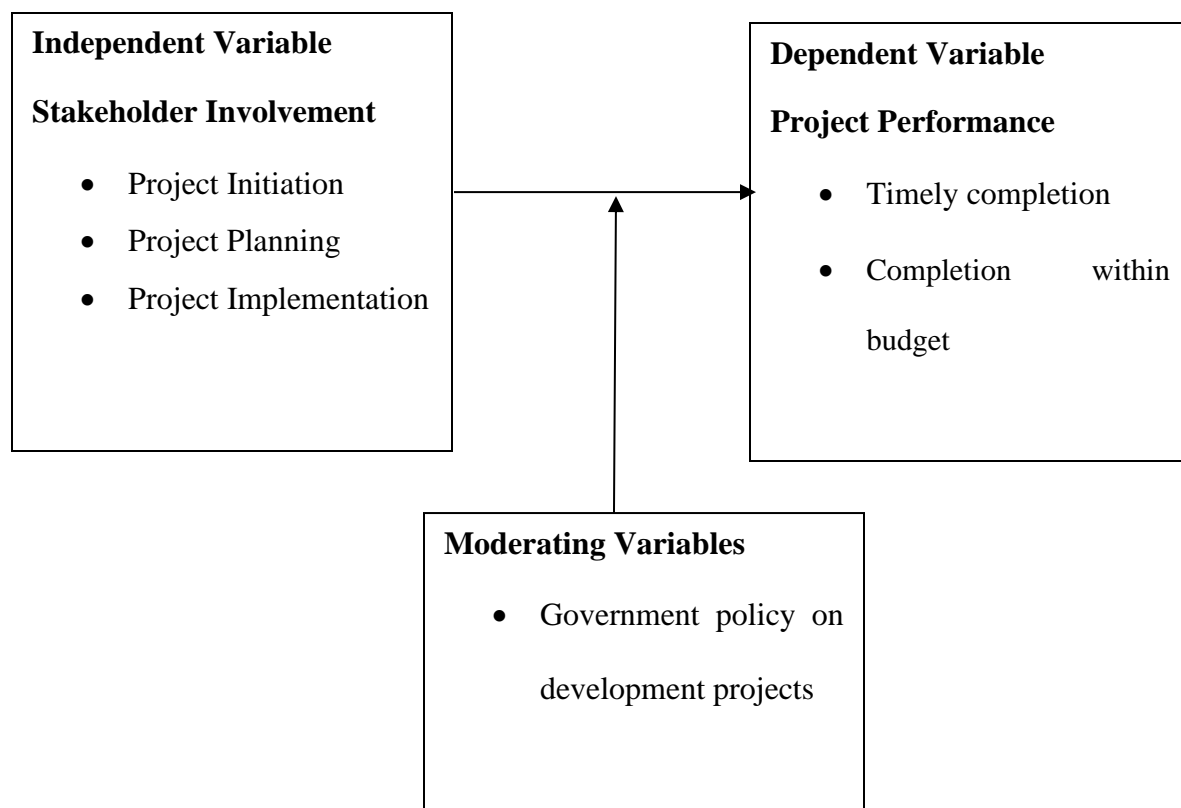 Independent Variable
Stakeholder Involvement
• Project Initiation
• Project Planning
• Project Implementation
Dependent Variable
Project Performance
• Timely completion
• Completion within
budget
Moderating Variables
• Government policy on
development projects